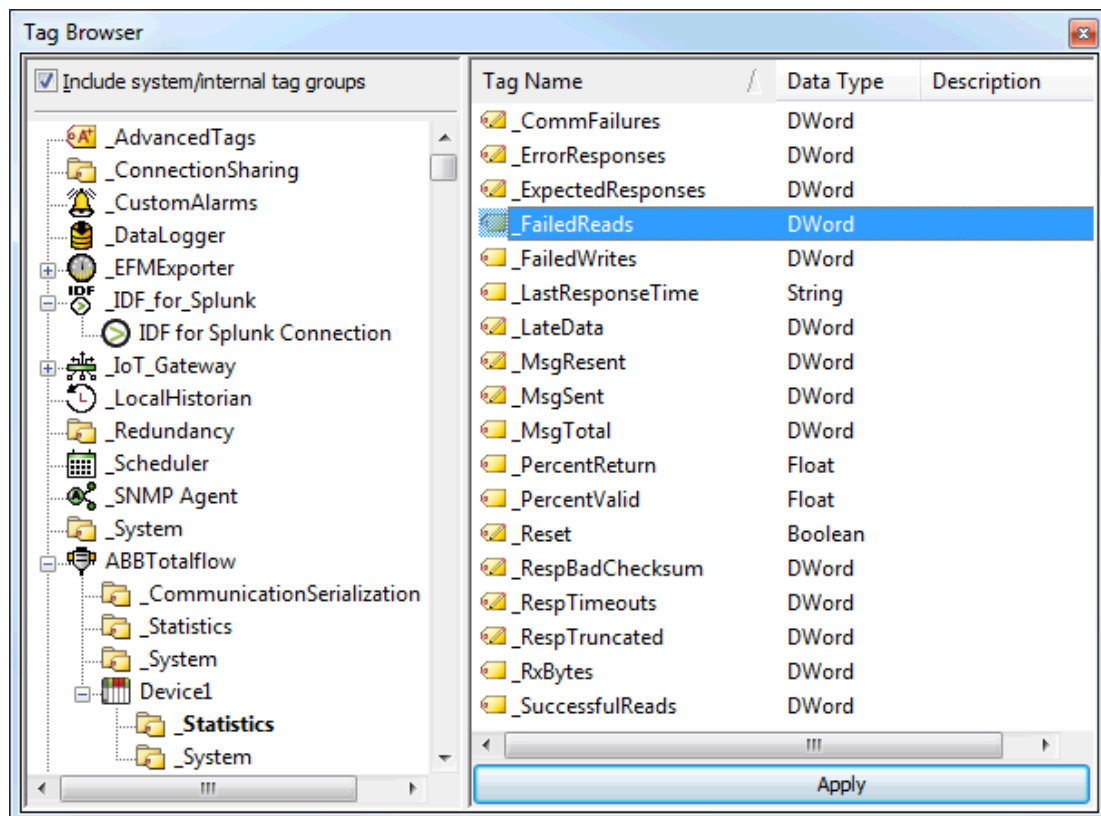 Tag Browser
Include system/internal tag groups
_AdvancedTags
_ConnectionSharing
_CustomAlarms
_DataLogger
_EFMExporter
IDF
_IDF_for_Splunk
IDF for Splunk Connection
_IoT_Gateway
_LocalHistorian
_Redundancy
_Scheduler
_SNMP Agent
_System
ABBTotalflow
_CommunicationSerialization
_Statistics
_System
Device1
_Statistics
_System
Tag Name Data Type Description
_CommFailures DWord
_ErrorResponses DWord
_ExpectedResponses DWord
_FailedReads DWord
_FailedWrites DWord
_LastResponseTime String
_LateData DWord
_MsgResent DWord
_MsgSent DWord
_MsgTotal DWord
_PercentReturn Float
_PercentValid Float
_Reset Boolean
_RespBadChecksum DWord
_RespTimeouts DWord
_RespTruncated DWord
_RxBytes DWord
_SuccessfulReads DWord
Apply